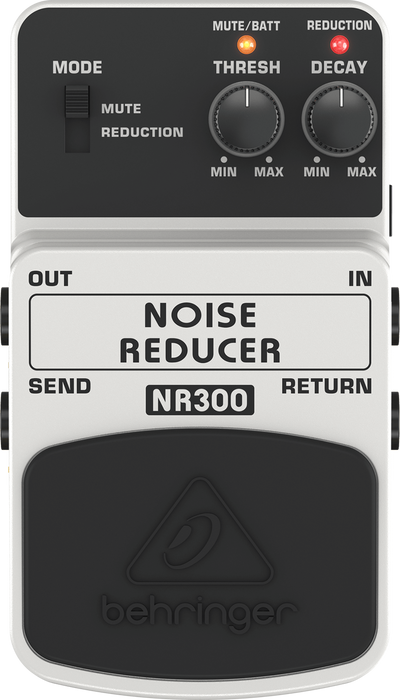 MUTE/BATT REDUCTION
MODE THRESH DECAY
MUTE
REDUCTION
MIN MAX MIN MAX
OUT IN
NOISE
REDUCER
SEND RETURN
NR300
behringer